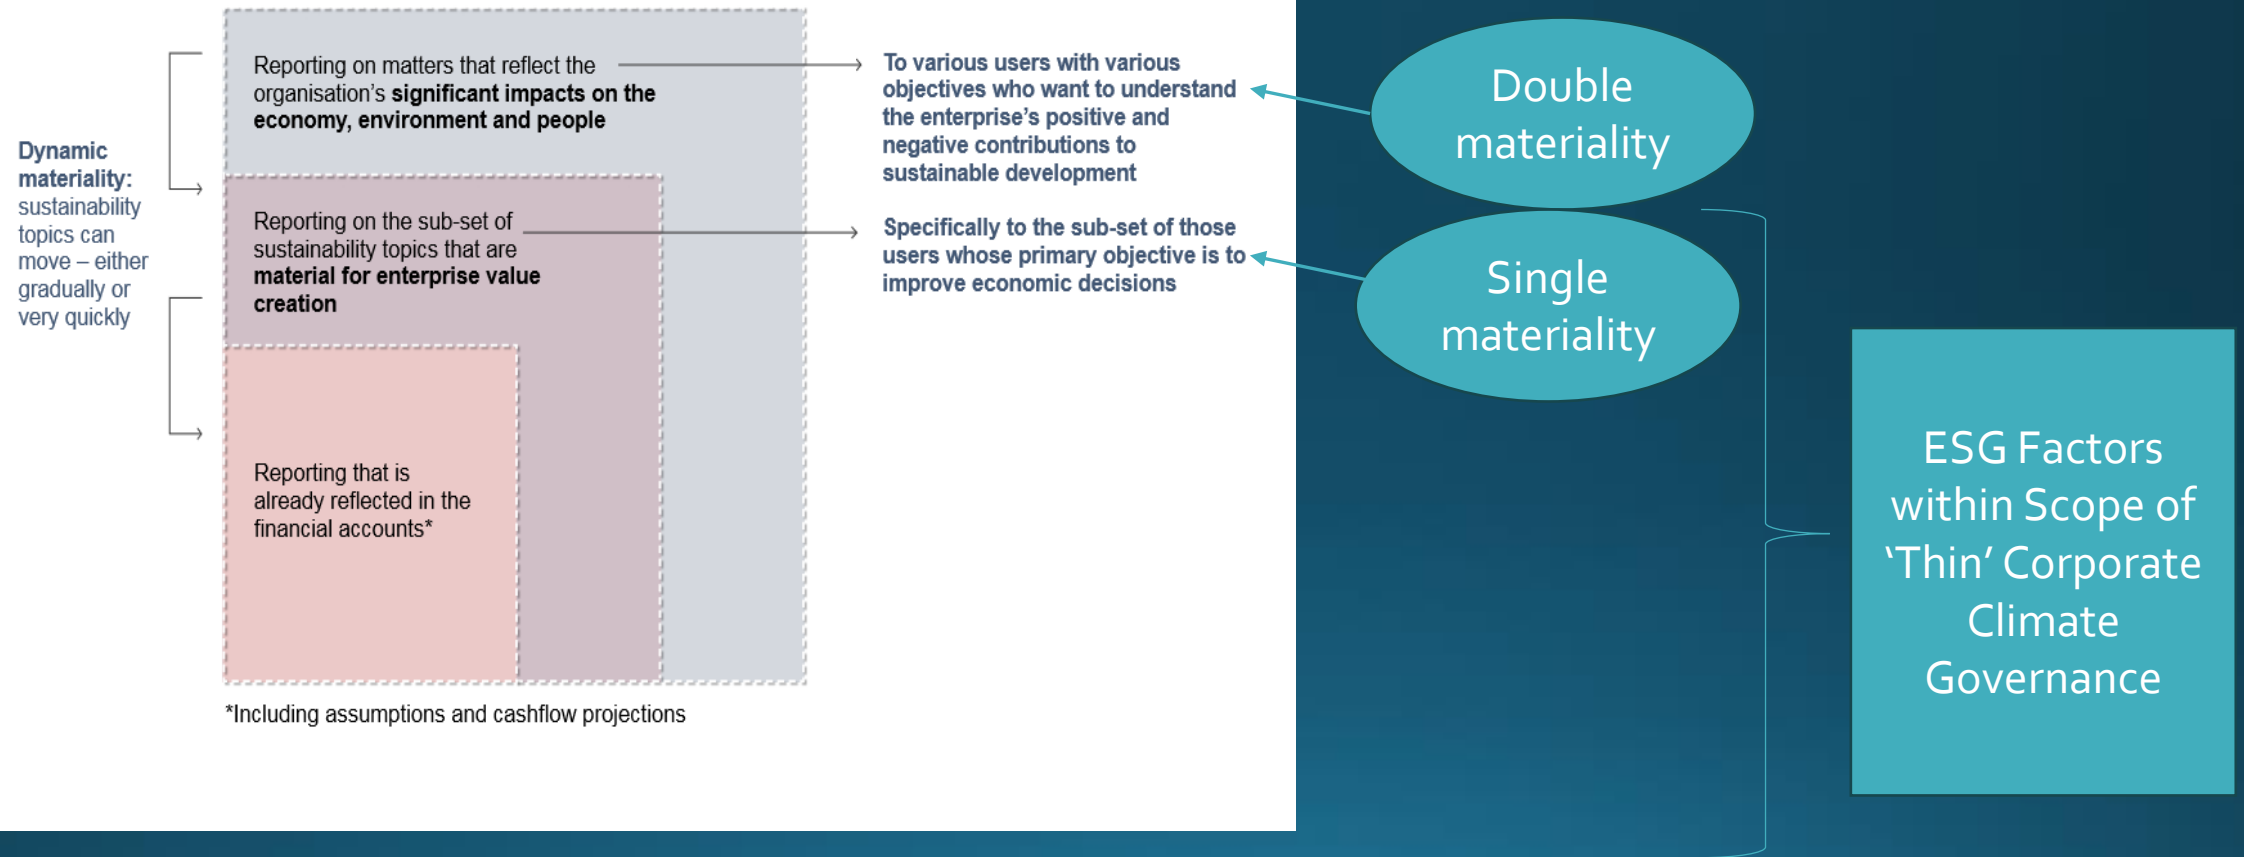 Dynamic
materiality:
sustainability
topics can
move – either
gradually or
very quickly
Reporting on matters that reflect the
organisation’s significant impacts on the
economy, environment and people
Reporting on the sub-set of
sustainability topics that are
material for enterprise value
creation
Reporting that is
already reflected in the
financial accounts*
*Including assumptions and cashflow projections
To various users with various
objectives who want to understand
the enterprise’s positive and
negative contributions to
sustainable development
Specifically to the sub-set of those
users whose primary objective is to
improve economic decisions
Double
materiality
Single
materiality
ESG Factors
within Scope of
‘Thin’ Corporate
Climate
Governance